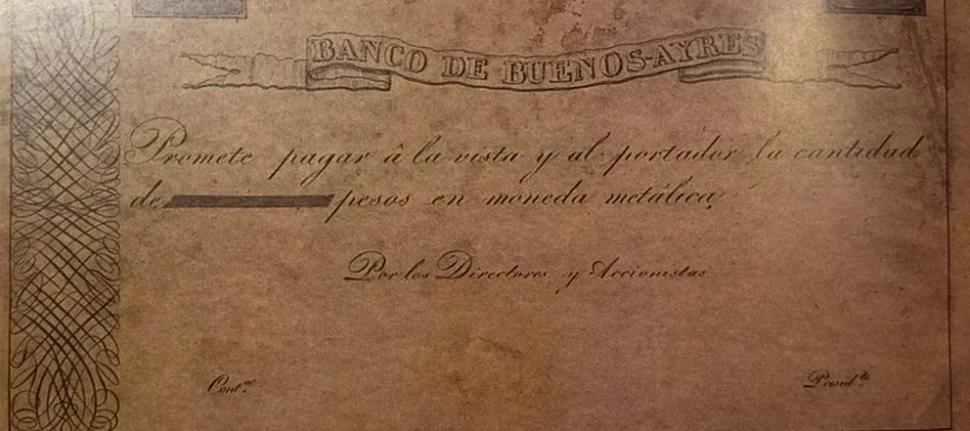 BANCO DE BUENOS-AYRES
Promete pagar â la vista y al portador la cantidad
de pesos en moneda metálica
Por los Directores y Accionistas
Cont.ᵒʳ Presid.ᵗᵉ